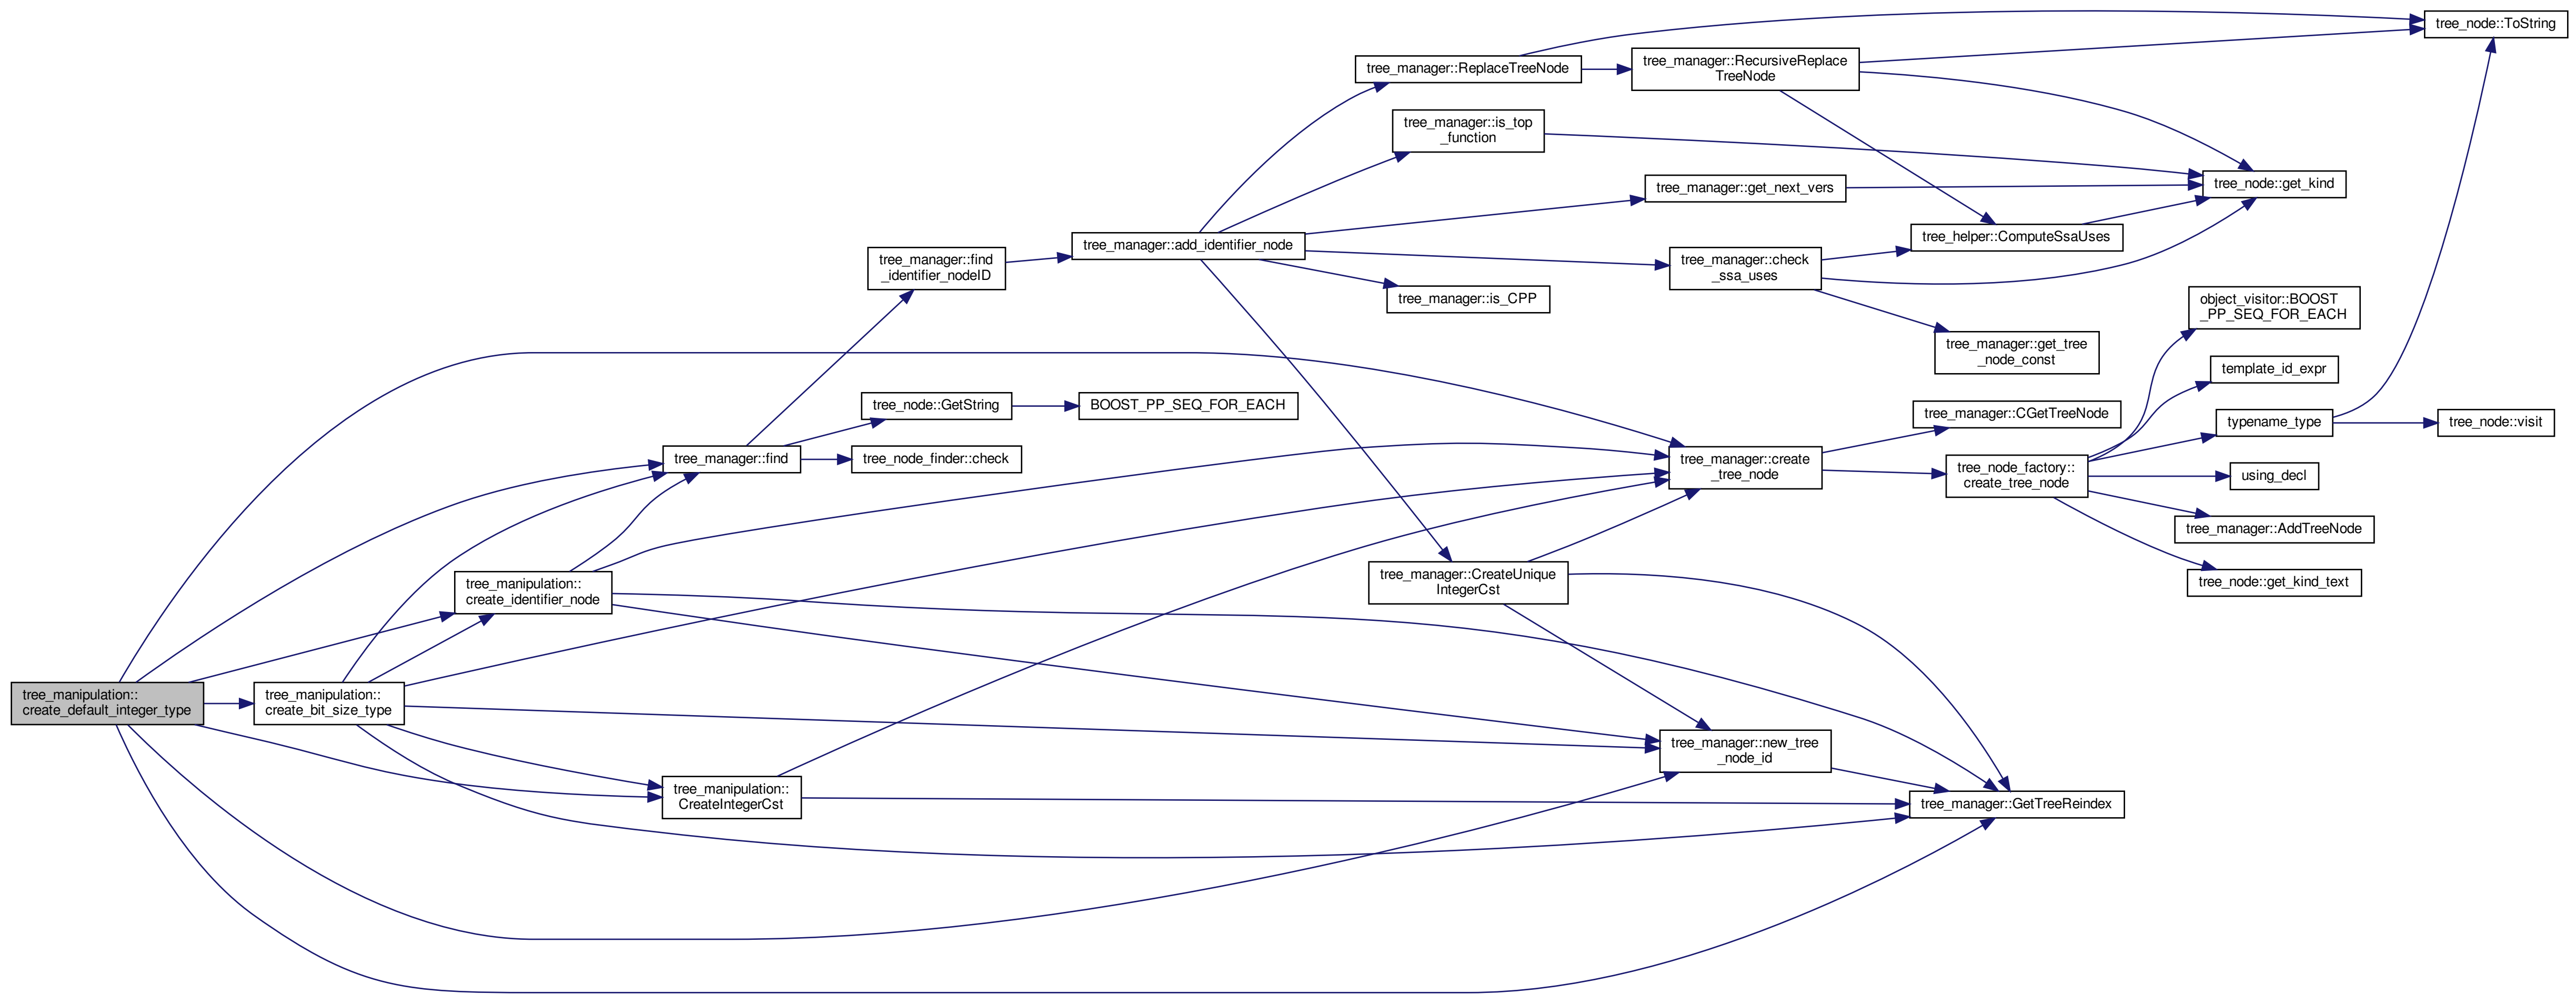 tree_manipulation::
create_default_integer_type
tree_manipulation::
create_bit_size_type
tree_manipulation::
create_identifier_node
tree_manipulation::
CreateIntegerCst
tree_manager::find
tree_manager::find
_identifier_nodeID
tree_node::GetString
tree_node_finder::check
BOOST_PP_SEQ_FOR_EACH
tree_manager::add_identifier_node
tree_manager::ReplaceTreeNode
tree_manager::is_top
_function
tree_manager::is_CPP
tree_manager::CreateUnique
IntegerCst
tree_manager::RecursiveReplace
TreeNode
tree_manager::get_next_vers
tree_manager::check
_ssa_uses
tree_manager::create
_tree_node
tree_manager::new_tree
_node_id
tree_helper::ComputeSsaUses
tree_manager::get_tree
_node_const
tree_manager::CGetTreeNode
tree_node_factory::
create_tree_node
tree_manager::GetTreeReindex
tree_node::get_kind
object_visitor::BOOST
_PP_SEQ_FOR_EACH
template_id_expr
typename_type
using_decl
tree_manager::AddTreeNode
tree_node::get_kind_text
tree_node::ToString
tree_node::visit